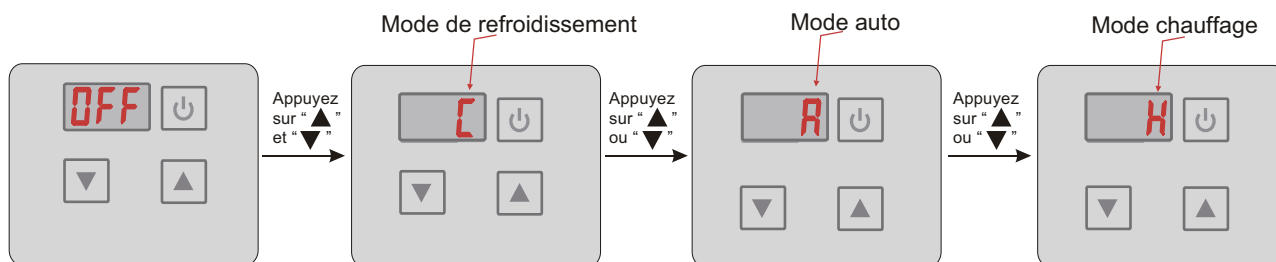 Mode de refroidissement
Mode auto
Mode chauffage
OFF
Appuyez
sur “ ▲ ”
et “ ▼ ”
C
Appuyez
sur “ ▲ ”
ou “ ▼ ”
A
Appuyez
sur “ ▲ ”
ou “ ▼ ”
H